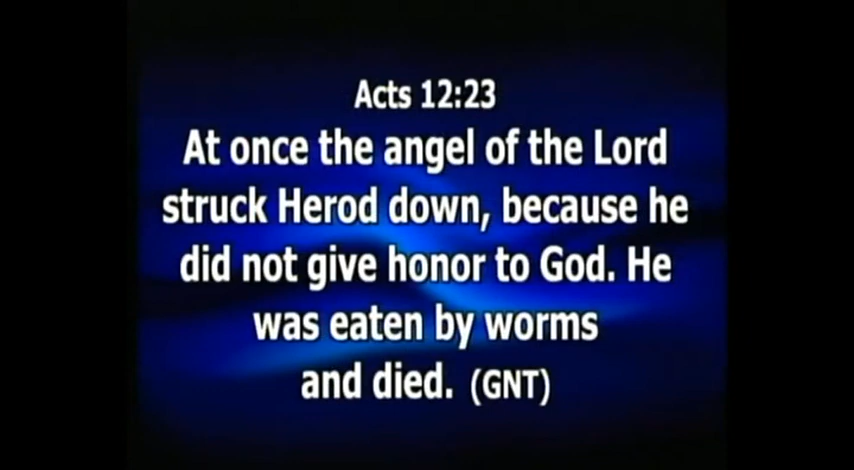 Acts 12:23
At once the angel of the Lord
struck Herod down, because he
did not give honor to God. He
was eaten by worms
and died. (GNT)